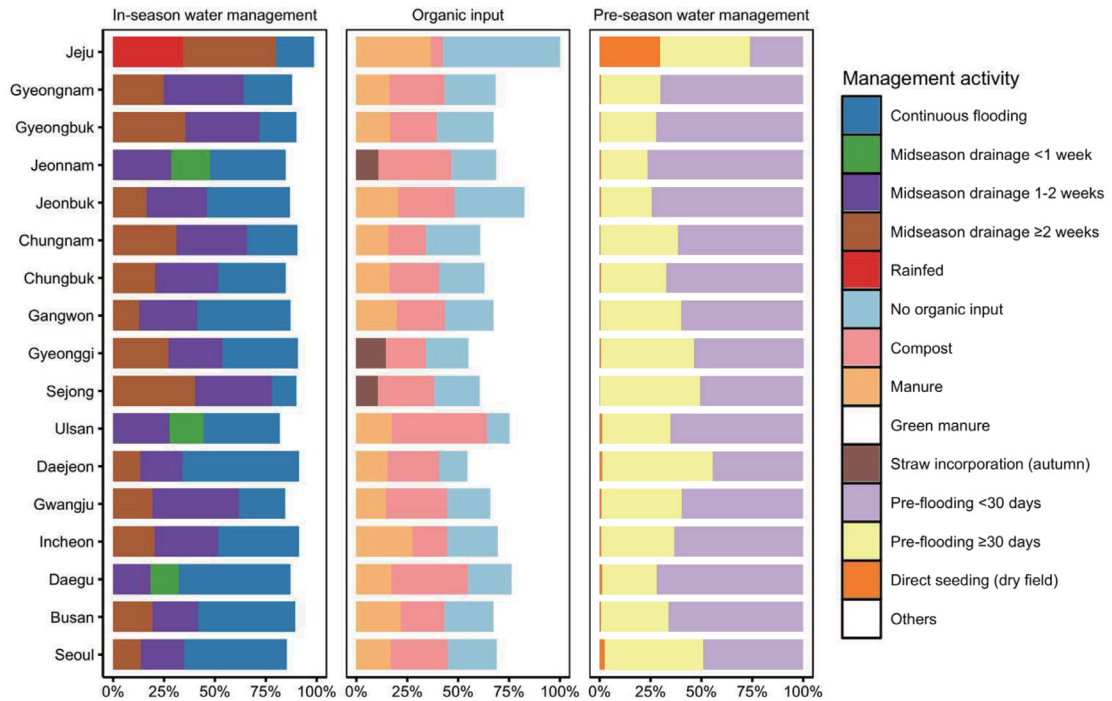 In-season water management
Organic input
Pre-season water management
Jeju
Gyeongnam
Gyeongbuk
Jeonnam
Jeonbuk
Chungnam
Chungbuk
Gangwon
Gyeonggi
Sejong
Ulsan
Daejeon
Gwangju
Incheon
Daegu
Busan
Seoul
0% 25% 50% 75% 100%
0% 25% 50% 75% 100%
0% 25% 50% 75% 100%
Management activity
Continuous flooding
Midseason drainage <1 week
Midseason drainage 1-2 weeks
Midseason drainage ≥2 weeks
Rainfed
No organic input
Compost
Manure
Green manure
Straw incorporation (autumn)
Pre-flooding <30 days
Pre-flooding ≥30 days
Direct seeding (dry field)
Others